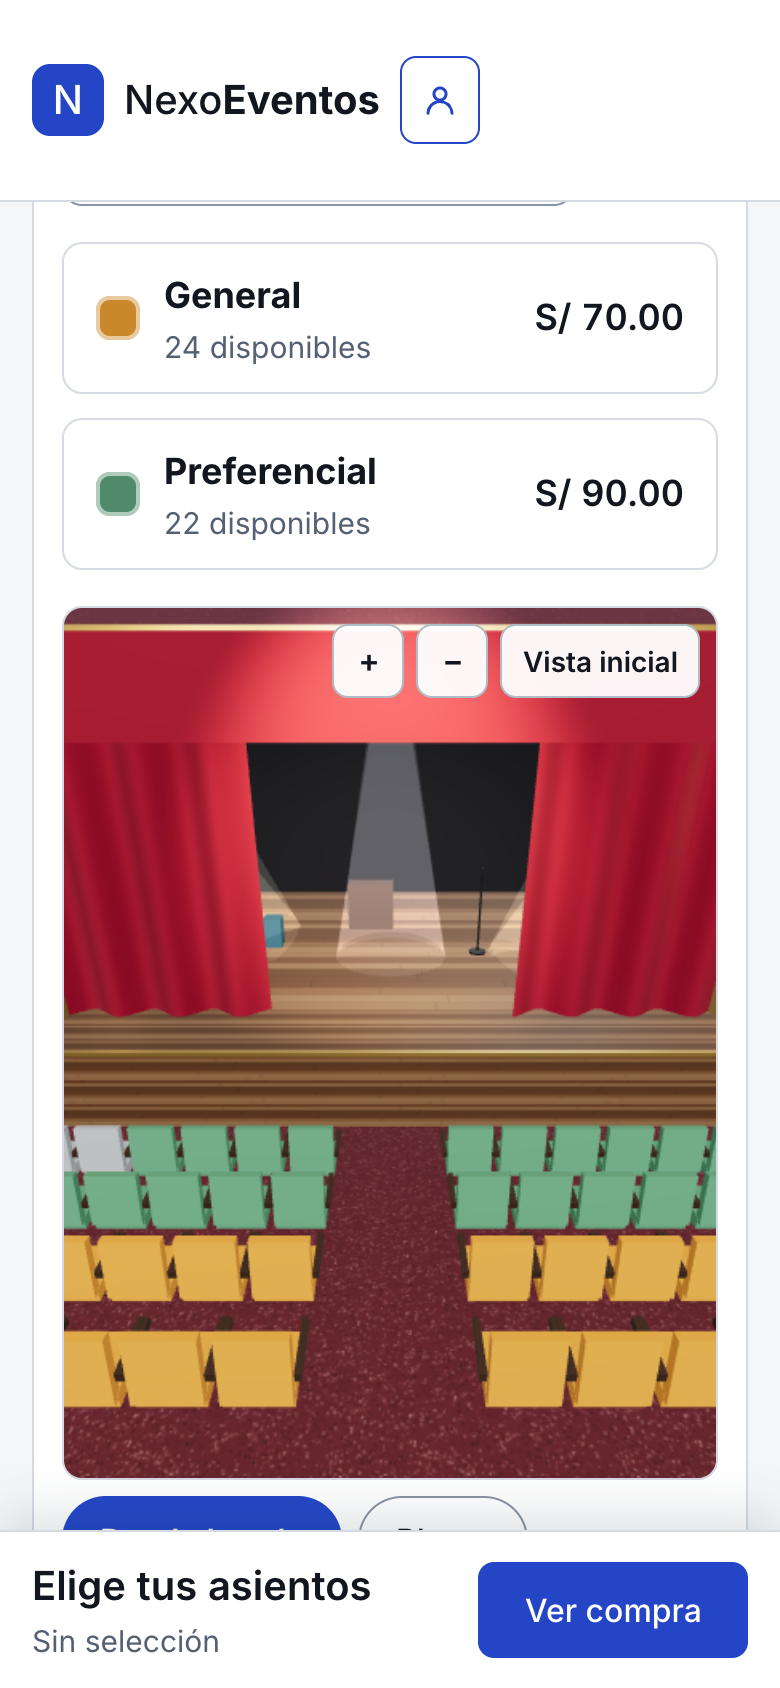 N NexoEventos
General
24 disponibles
S/ 70.00
Preferencial
22 disponibles
S/ 90.00
+ − Vista inicial
Elige tus asientos
Sin selección
Ver compra